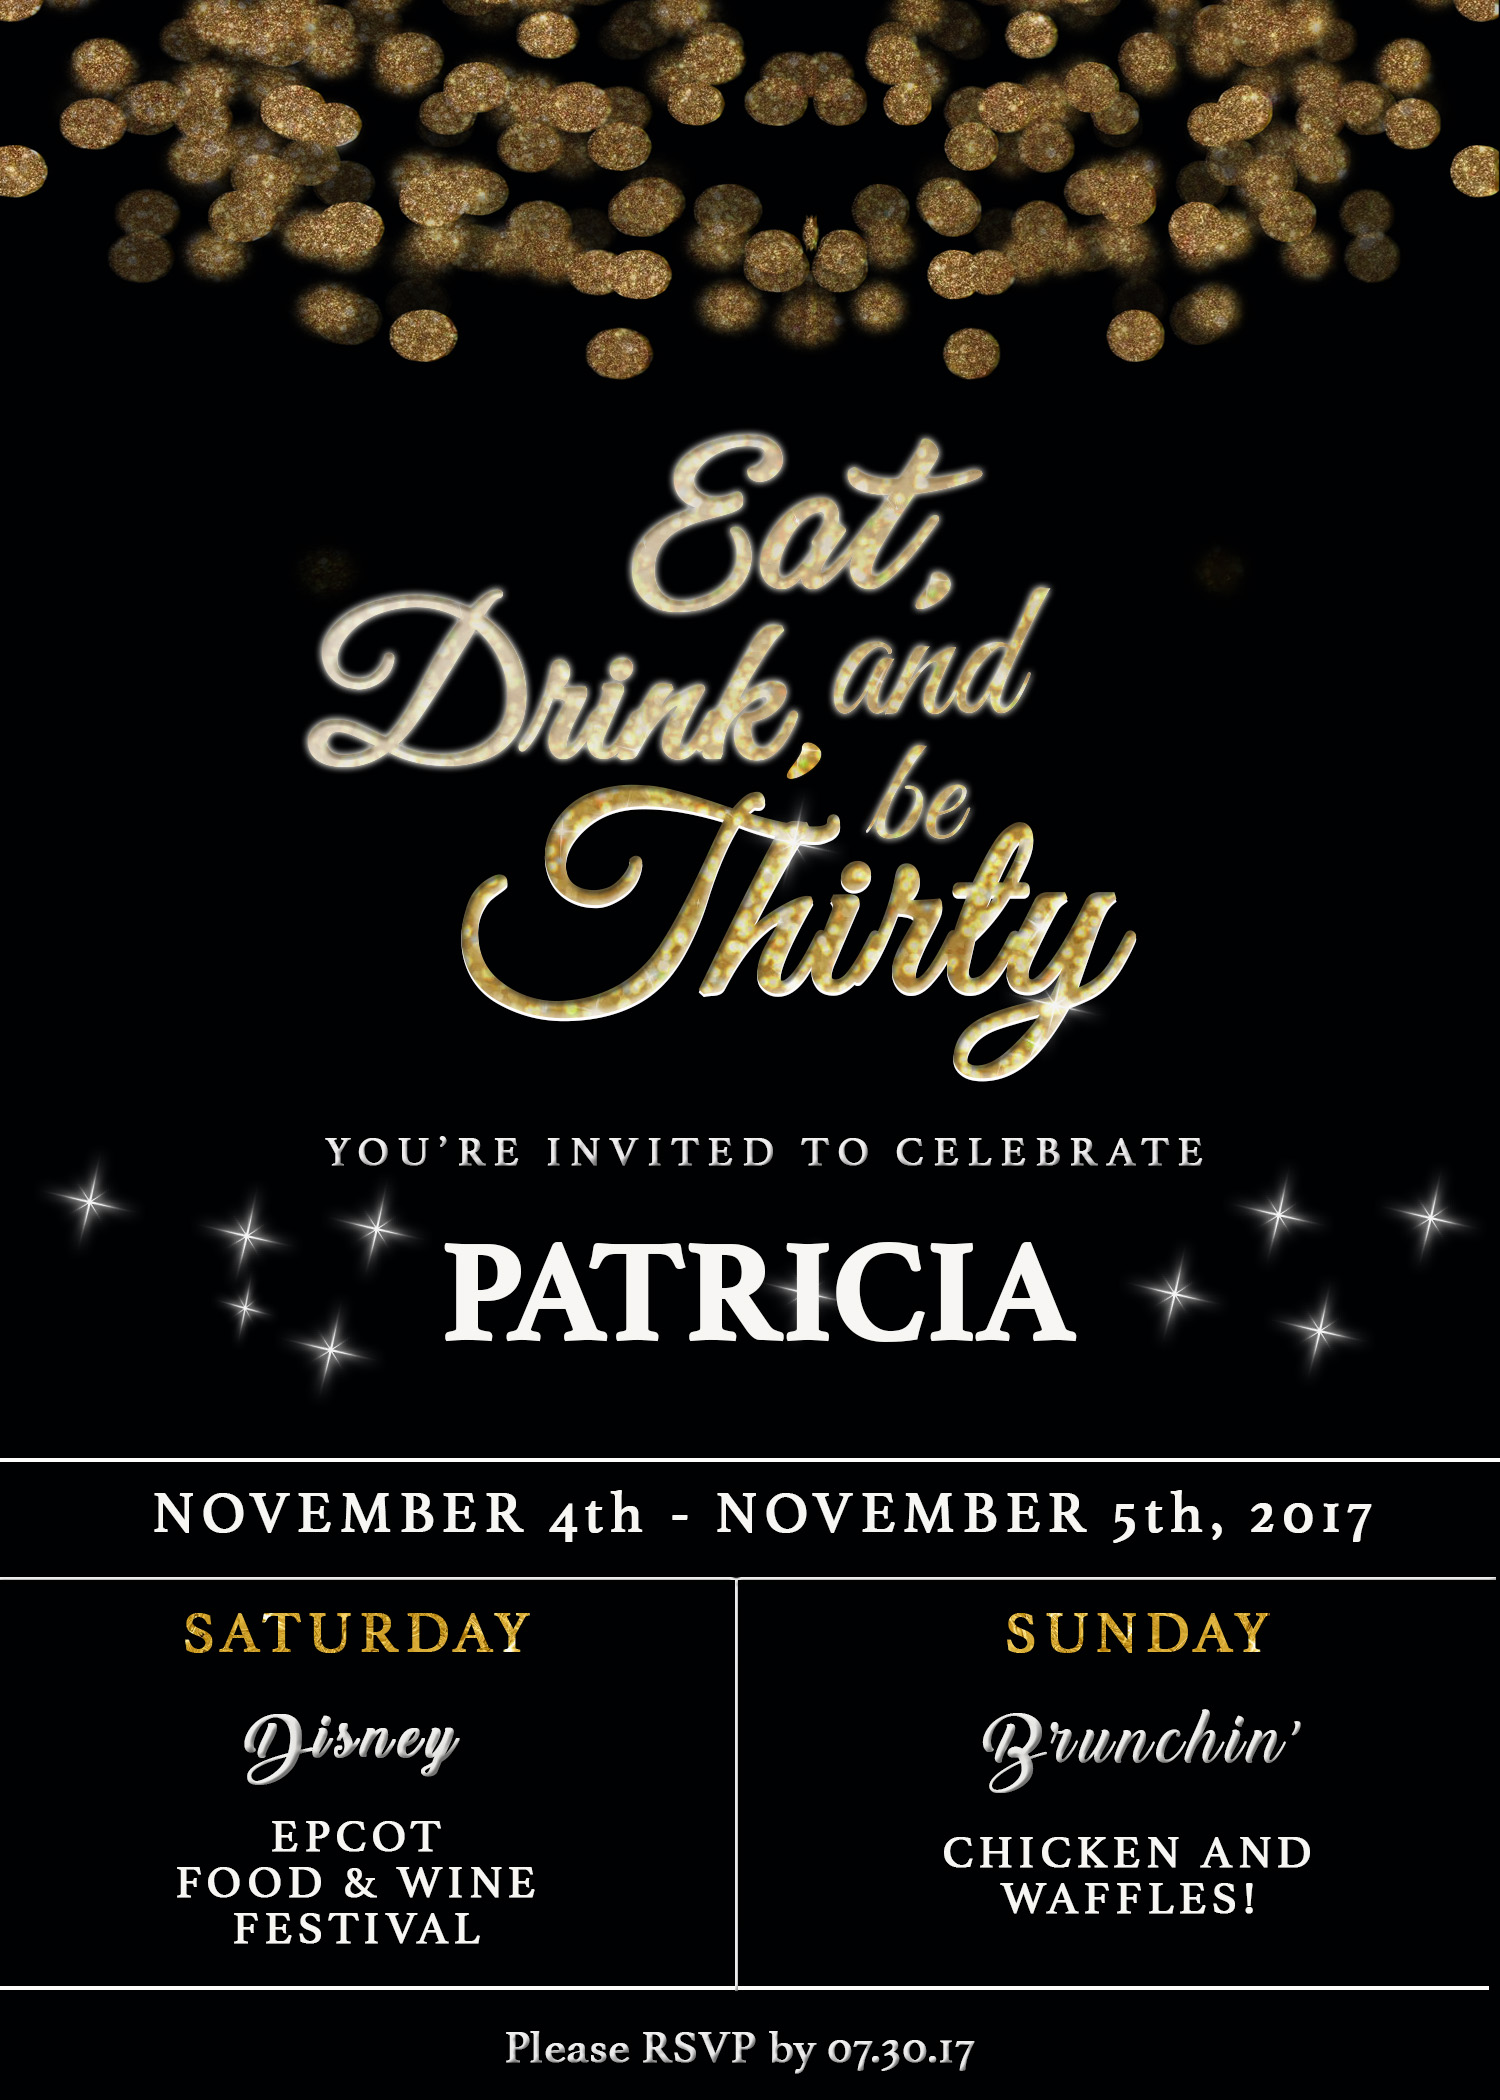 Eat,
Drink, and
be
Thirty
YOU'RE INVITED TO CELEBRATE
PATRICIA
NOVEMBER 4th - NOVEMBER 5th, 2017
SATURDAY
Disney
EPCOT
FOOD & WINE
FESTIVAL
SUNDAY
Brunchin'
CHICKEN AND
WAFFLES!
Please RSVP by 07.30.17